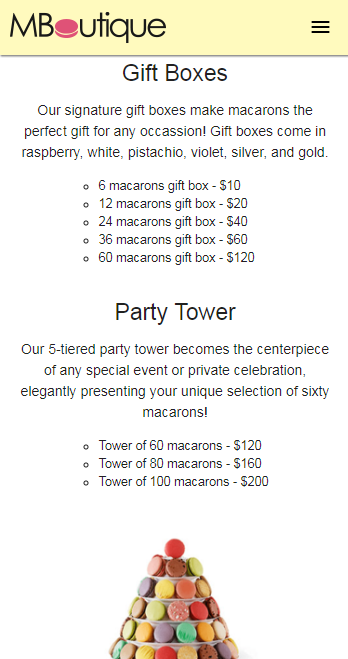 MBoutique
Gift Boxes
Our signature gift boxes make macarons the
perfect gift for any occassion! Gift boxes come in
raspberry, white, pistachio, violet, silver, and gold.
6 macarons gift box - $10
12 macarons gift box - $20
24 macarons gift box - $40
36 macarons gift box - $60
60 macarons gift box - $120
Party Tower
Our 5-tiered party tower becomes the centerpiece
of any special event or private celebration,
elegantly presenting your unique selection of sixty
macarons!
Tower of 60 macarons - $120
Tower of 80 macarons - $160
Tower of 100 macarons - $200